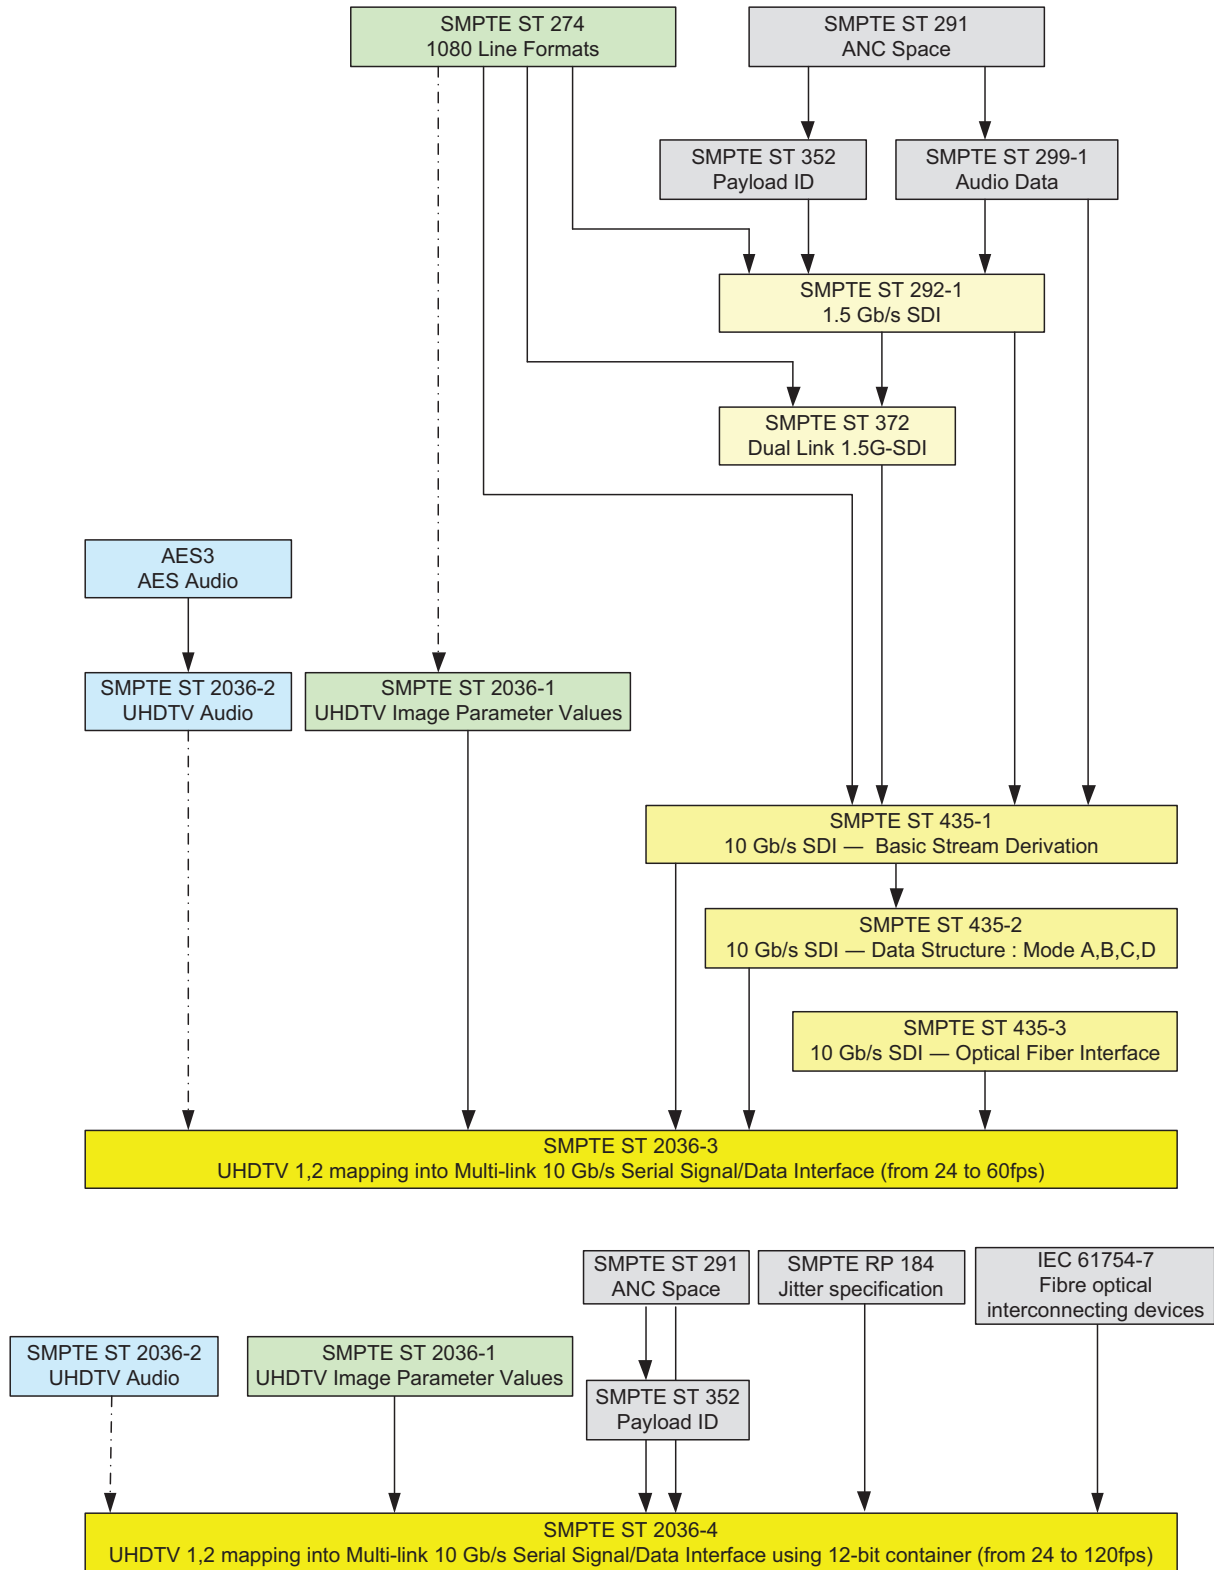 SMPTE ST 274
1080 Line Formats
SMPTE ST 291
ANC Space
SMPTE ST 352
Payload ID
SMPTE ST 299-1
Audio Data
SMPTE ST 292-1
1.5 Gb/s SDI
SMPTE ST 372
Dual Link 1.5G-SDI
AES3
AES Audio
SMPTE ST 2036-2
UHDTV Audio
SMPTE ST 2036-1
UHDTV Image Parameter Values
SMPTE ST 435-1
10 Gb/s SDI — Basic Stream Derivation
SMPTE ST 435-2
10 Gb/s SDI — Data Structure : Mode A,B,C,D
SMPTE ST 435-3
10 Gb/s SDI — Optical Fiber Interface
SMPTE ST 2036-3
UHDTV 1,2 mapping into Multi-link 10 Gb/s Serial Signal/Data Interface (from 24 to 60fps)
SMPTE ST 291
ANC Space
SMPTE RP 184
Jitter specification
IEC 61754-7
Fibre optical
interconnecting devices
SMPTE ST 2036-2
UHDTV Audio
SMPTE ST 2036-1
UHDTV Image Parameter Values
SMPTE ST 352
Payload ID
SMPTE ST 2036-4
UHDTV 1,2 mapping into Multi-link 10 Gb/s Serial Signal/Data Interface using 12-bit container (from 24 to 120fps)